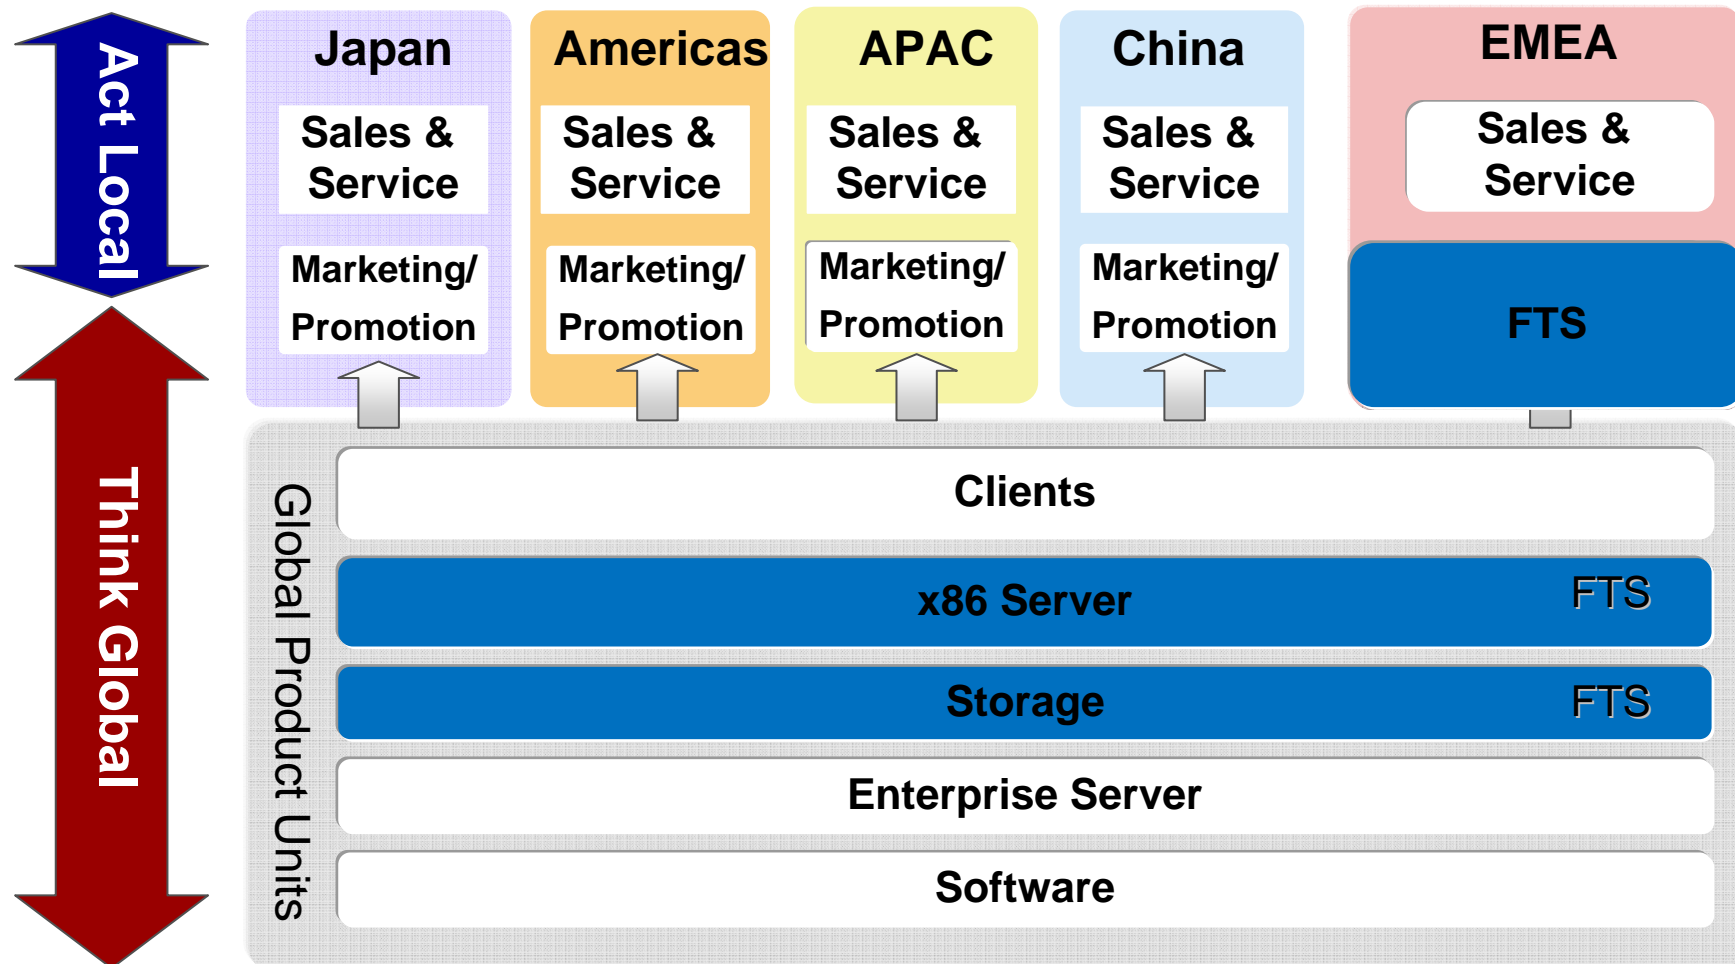 Act Local
Think Global
Japan
Sales &
Service
Marketing/
Promotion
Americas
Sales &
Service
Marketing/
Promotion
APAC
Sales &
Service
Marketing/
Promotion
China
Sales &
Service
Marketing/
Promotion
EMEA
Sales &
Service
FTS
Global Product Units
Clients
x86 Server FTS
Storage FTS
Enterprise Server
Software